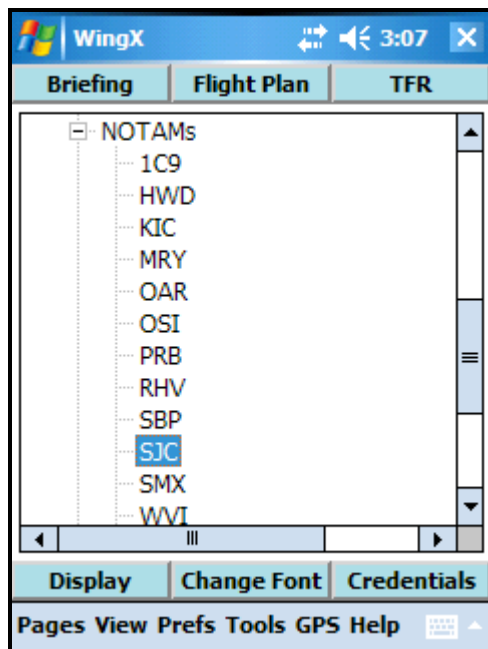 WingX 3:07
Briefing Flight Plan TFR
NOTAMs
1C9
HWD
KIC
MRY
OAR
OSI
PRB
RHV
SBP
SJC
SMX
WVI
Display Change Font Credentials
Pages View Prefs Tools GPS Help